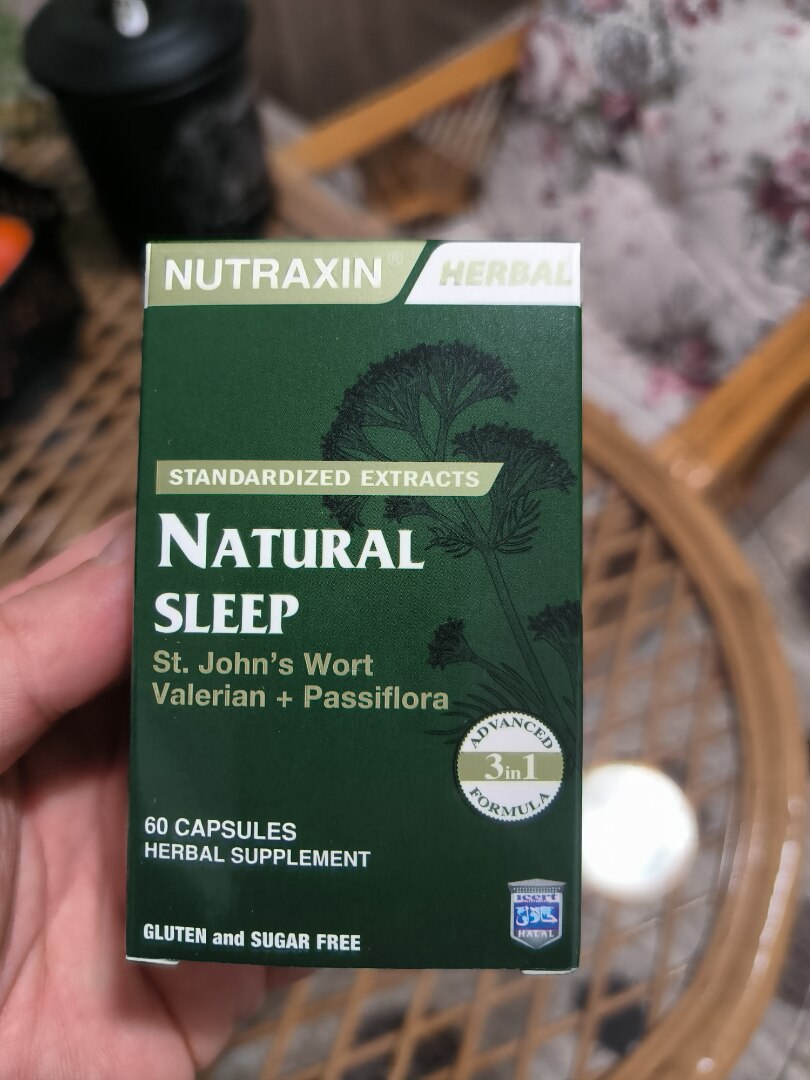 NUTRAXIN® HERBAL
STANDARDIZED EXTRACTS
NATURAL
SLEEP
St. John's Wort
Valerian + Passiflora
ADVANCED
3in1
FORMULA
60 CAPSULES
HERBAL SUPPLEMENT
HALAL
GLUTEN and SUGAR FREE